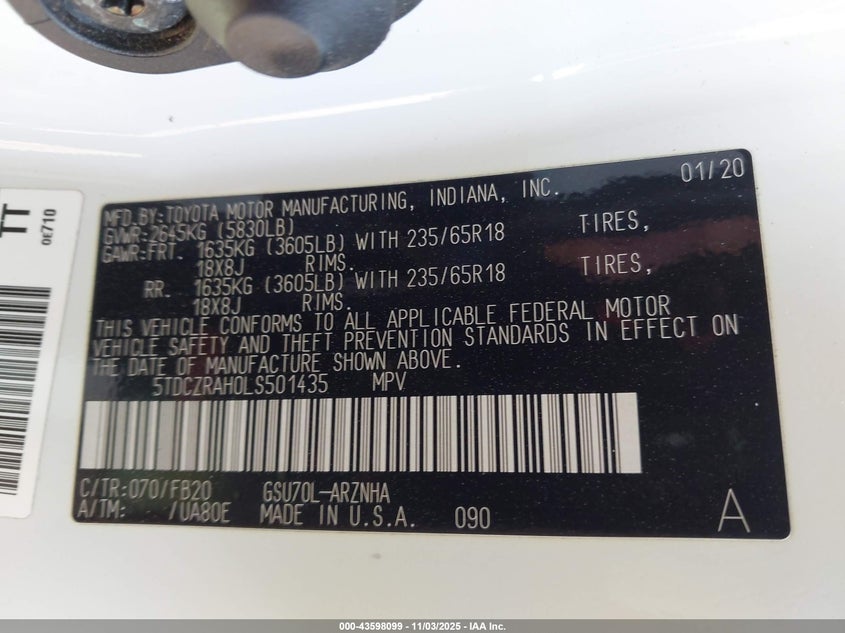 MFD.BY:TOYOTA MOTOR MANUFACTURING, INDIANA, INC. 01/20
GVWR:2645KG (5830LB)
GAWR:FRT. 1635KG (3605LB) WITH 235/65R18 TIRES,
18X8J RIMS.
RR. 1635KG (3605LB) WITH 235/65R18 TIRES,
18X8J RIMS.
THIS VEHICLE CONFORMS TO ALL APPLICABLE FEDERAL MOTOR
VEHICLE SAFETY AND THEFT PREVENTION STANDARDS IN EFFECT ON
THE DATE OF MANUFACTURE SHOWN ABOVE.
5TDCZRAH0LS501435 MPV
C/TR:070/FB20 GSU70L-ARZNHA
A/TM: /UA80E MADE IN U.S.A. 090 A
TT
0E710
000-43598099 - 11/03/2025 - IAA Inc.